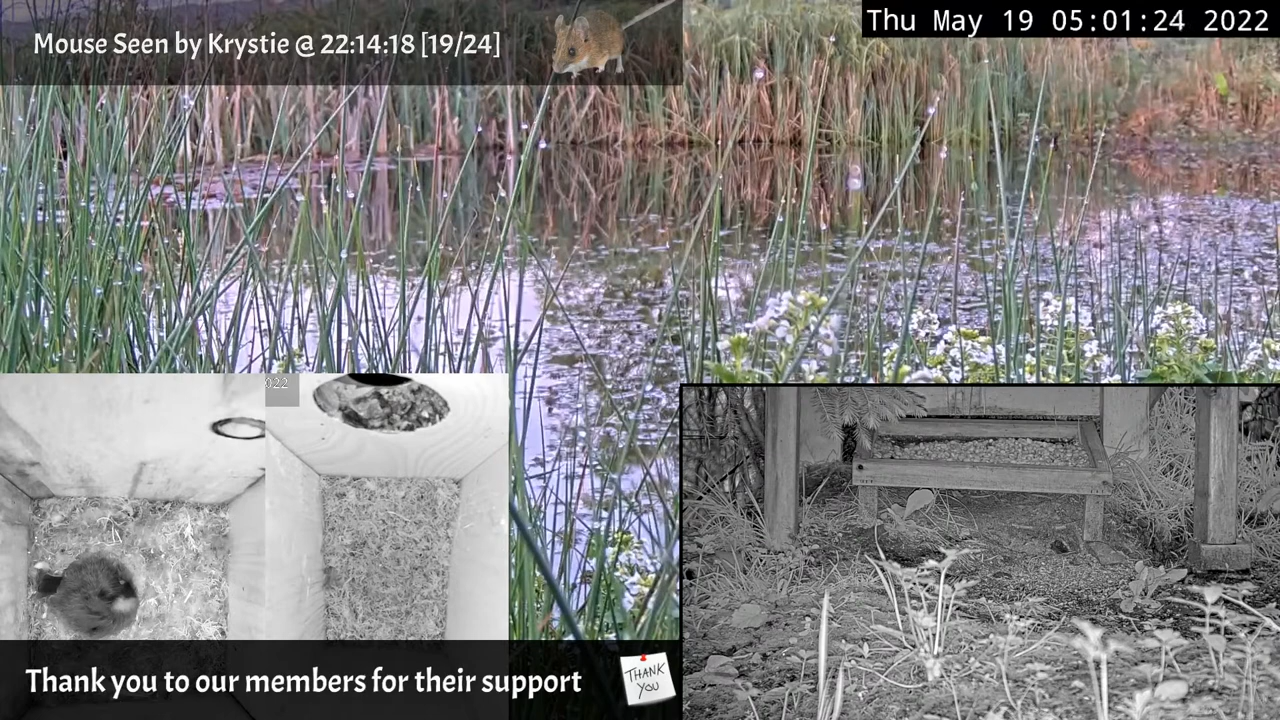 Mouse Seen by Krystie @ 22:14:18 [19/24]
Thu May 19 05:01:24 2022
022
Thank you to our members for their support
THANK
YOU